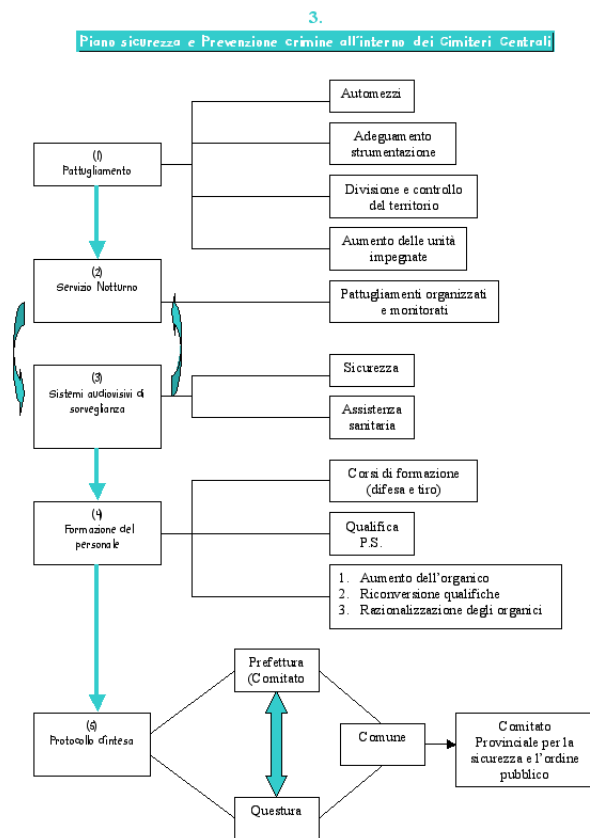 3.
Piano sicurezza e Prevenzione crimine all'interno dei Cimiteri Centrali
Automezzi
(1)
Pattugliamento
Adeguamento
strumentazione
Divisione e controllo
del territorio
Aumento delle unità
impegnate
(2)
Servizio Notturno
Pattugliamenti organizzati
e monitorati
(3)
Sistemi audiovisivi di
sorveglianza
Sicurezza
Assistenza
sanitaria
(4)
Formazione del
personale
Corsi di formazione
(difesa e tiro)
Qualifica
P.S.
1. Aumento dell'organico
2. Riconversione qualifiche
3. Razionalizzazione degli organici
Prefettura
(Comitato
(5)
Protocollo d'intesa
Comune
Comitato
Provinciale per la
sicurezza e l'ordine
pubblico
Questura